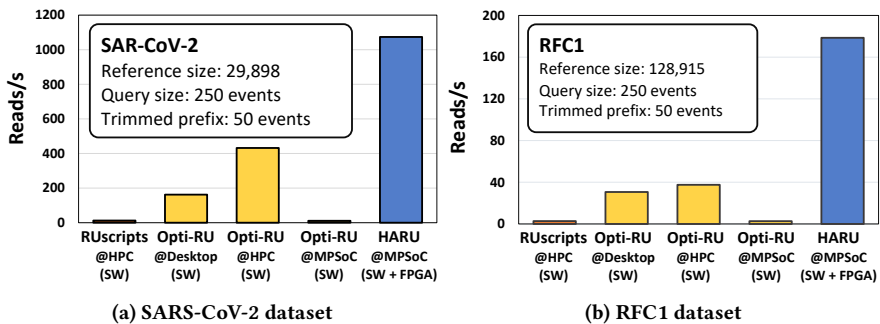 1200
1000
800
600
400
200
0
Reads/s
SAR-CoV-2
Reference size: 29,898
Query size: 250 events
Trimmed prefix: 50 events
RUscripts Opti-RU Opti-RU Opti-RU HARU
@HPC @Desktop @HPC @MPSoC @MPSoC
(SW) (SW) (SW) (SW) (SW + FPGA)
(a) SARS-CoV-2 dataset
200
160
120
80
40
0
Reads/s
RFC1
Reference size: 128,915
Query size: 250 events
Trimmed prefix: 50 events
RUscripts Opti-RU Opti-RU Opti-RU HARU
@HPC @Desktop @HPC @MPSoC @MPSoC
(SW) (SW) (SW) (SW) (SW + FPGA)
(b) RFC1 dataset